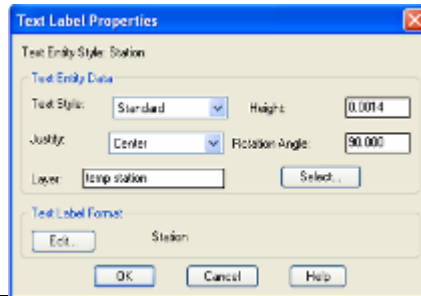 Text Label Properties
Text Entity Style: Station
Text Entity Data
Text Style: Standard Height: 0.0014
Justify: Center Rotation Angle: 90.000
Layer: temp station Select...
Text Label Format
Edit... Station
OK Cancel Help